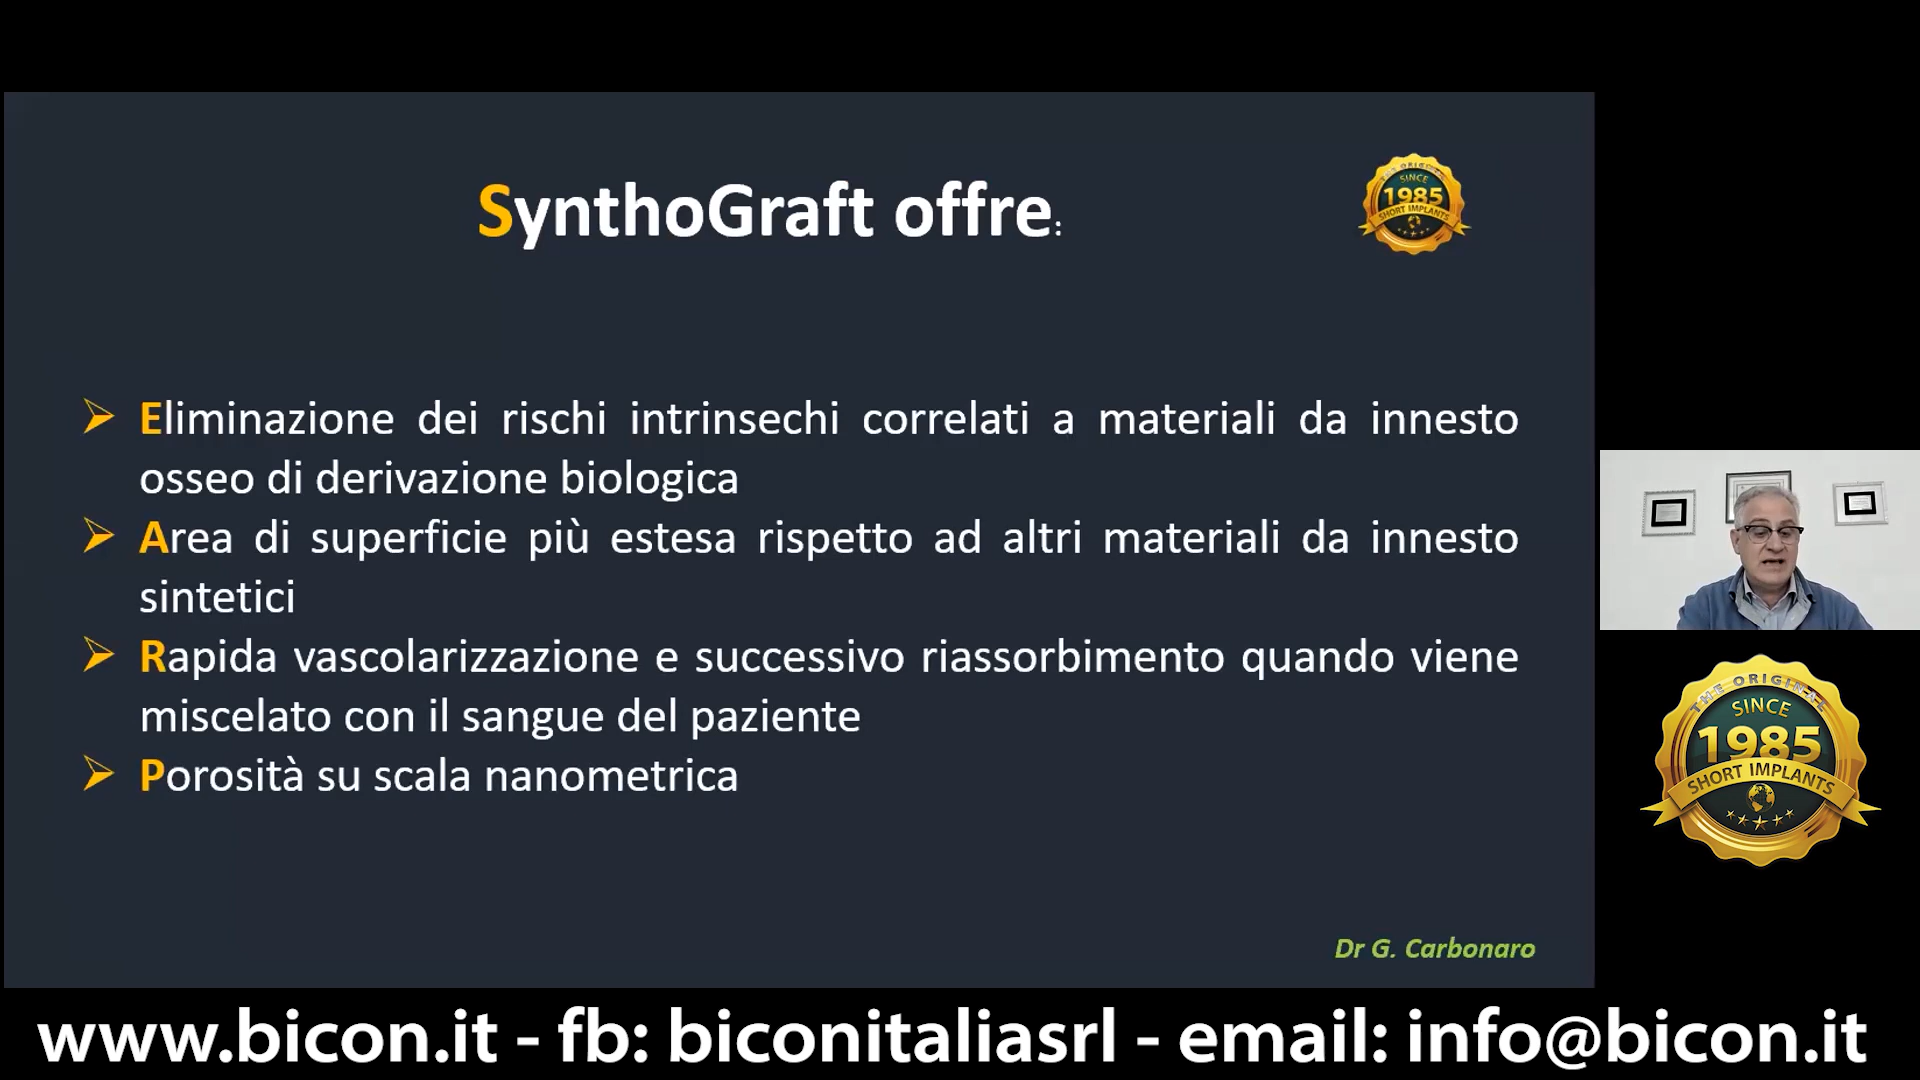 SynthoGraft offre:
THE ORIGINAL
SINCE
1985
SHORT IMPLANTS
Eliminazione dei rischi intrinsechi correlati a materiali da innesto
osseo di derivazione biologica
Area di superficie più estesa rispetto ad altri materiali da innesto
sintetici
Rapida vascolarizzazione e successivo riassorbimento quando viene
miscelato con il sangue del paziente
Porosità su scala nanometrica
Dr G. Carbonaro
THE ORIGINAL
SINCE
1985
SHORT IMPLANTS
www.bicon.it - fb: biconitaliasrl - email: info@bicon.it